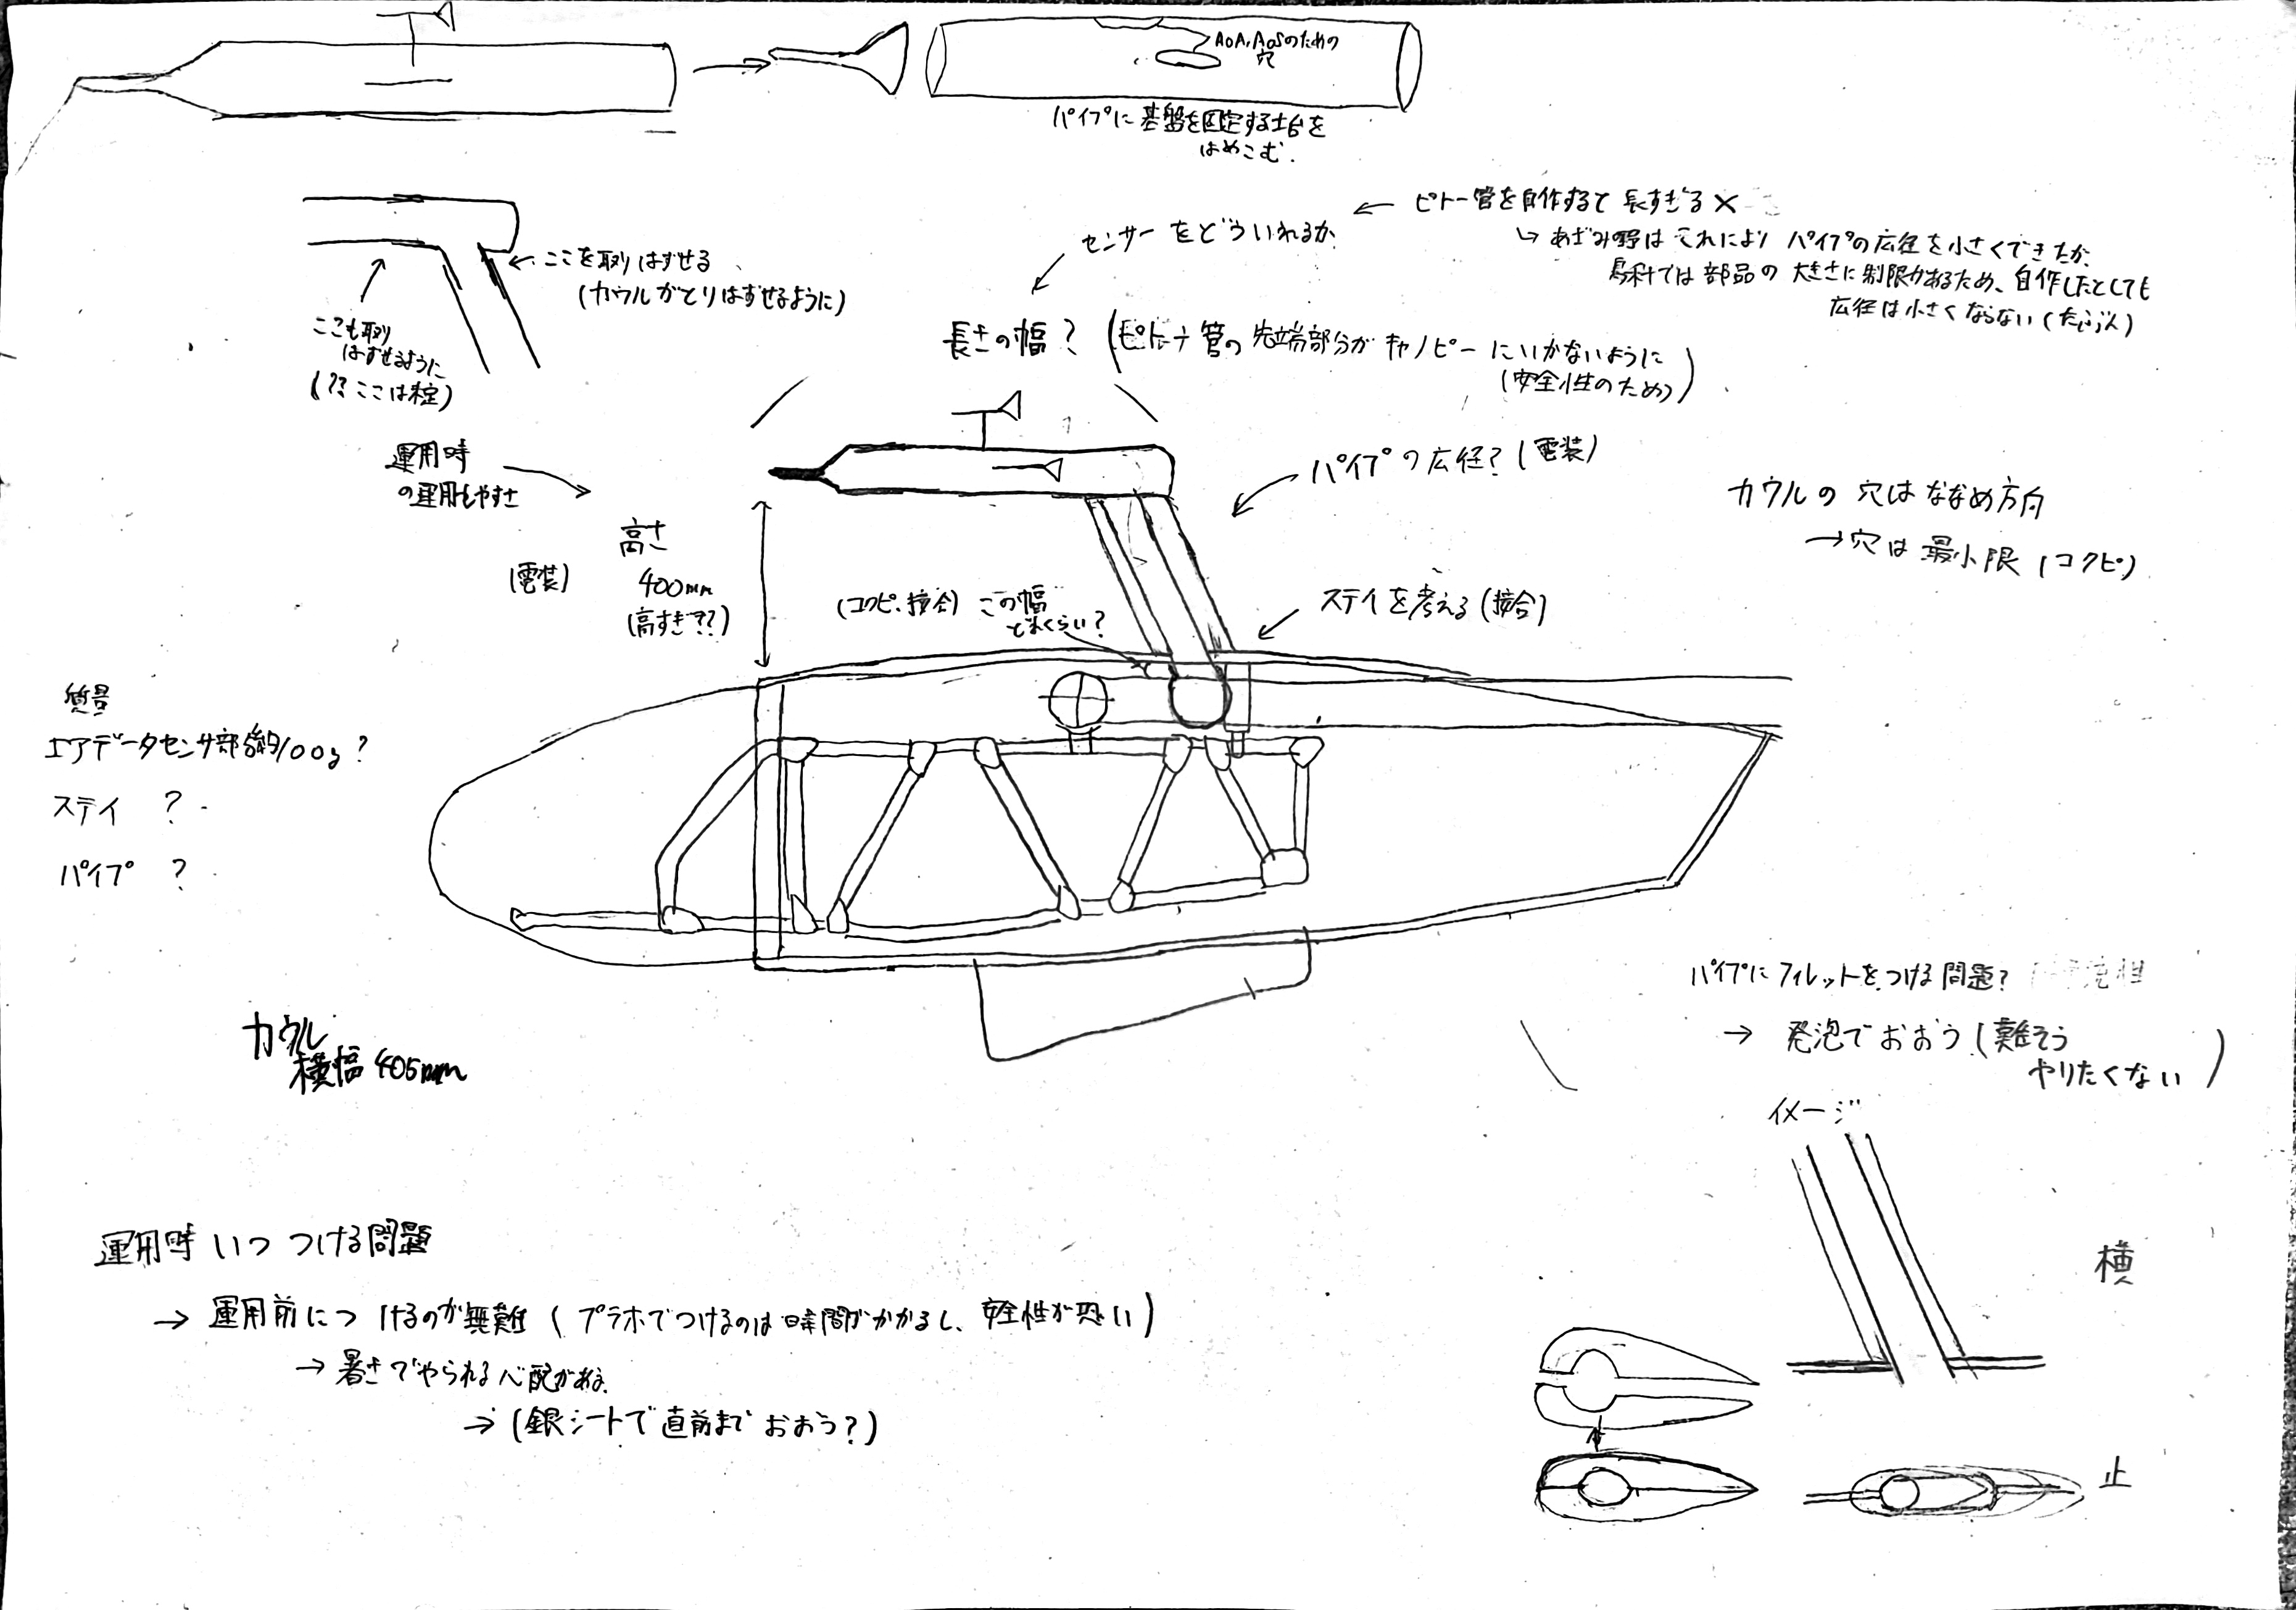 AoA, AoSのための
穴
パイプに基盤を固定する土台を
はめこむ.
ピトー管を自作すると長すぎる ×
センサーをどういれるか
↳ あざみ野はこれにより パイプの広径を小さくできたが
鳥科では部品の大きさに制限があるため、自作したとしても
広径は小さくならない(たぶん)
← ここを取りはずせる
(カウルがとりはずせるように)
ここも取り
はずせるように
(?? ここは未定)
長さの幅? (ピトー管の先端部分がキャノピーにいかないように
(安全性のため))
運用時
の運用しやすさ
パイプの広径? (電装)
カウルの穴はななめ方向
→穴は最小限 (コクピ)
高さ
400mm
(高すぎ??)
(電装)
(コクピ、接合) この幅
どれくらい?
ステイを考える (接合)
質量
エアデータセンサ部 約100g?
ステイ ?
パイプ ?
カウル
横幅 405mm
パイプにフィレットをつける問題?
→ 発泡でおおう (難そう
やりたくない)
イメージ
横
運用時 いつつける問題
→ 運用前につけるのが無難 ( プラホでつけるのは時間がかかるし、安全性が恐い)
→ 暑さでやられる心配がある
→ (銀シートで直前までおおう?)